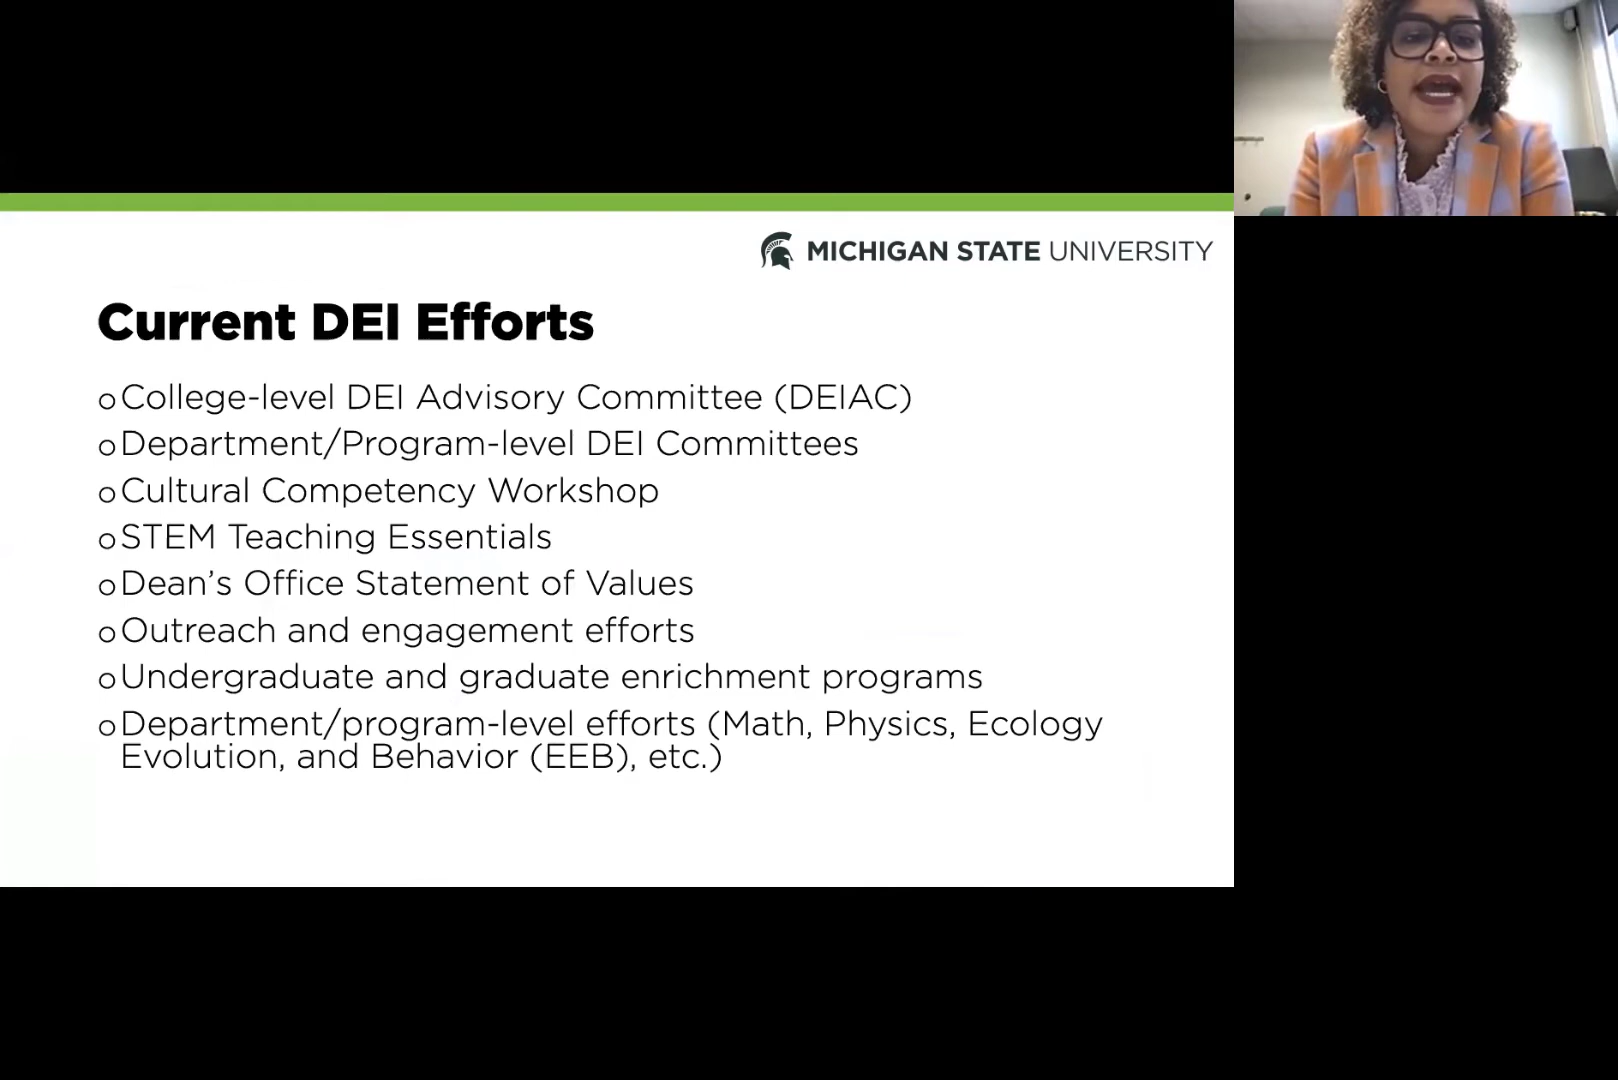 MICHIGAN STATE UNIVERSITY
Current DEI Efforts
o College-level DEI Advisory Committee (DEIAC)
o Department/Program-level DEI Committees
o Cultural Competency Workshop
o STEM Teaching Essentials
o Dean’s Office Statement of Values
o Outreach and engagement efforts
o Undergraduate and graduate enrichment programs
o Department/program-level efforts (Math, Physics, Ecology
Evolution, and Behavior (EEB), etc.)